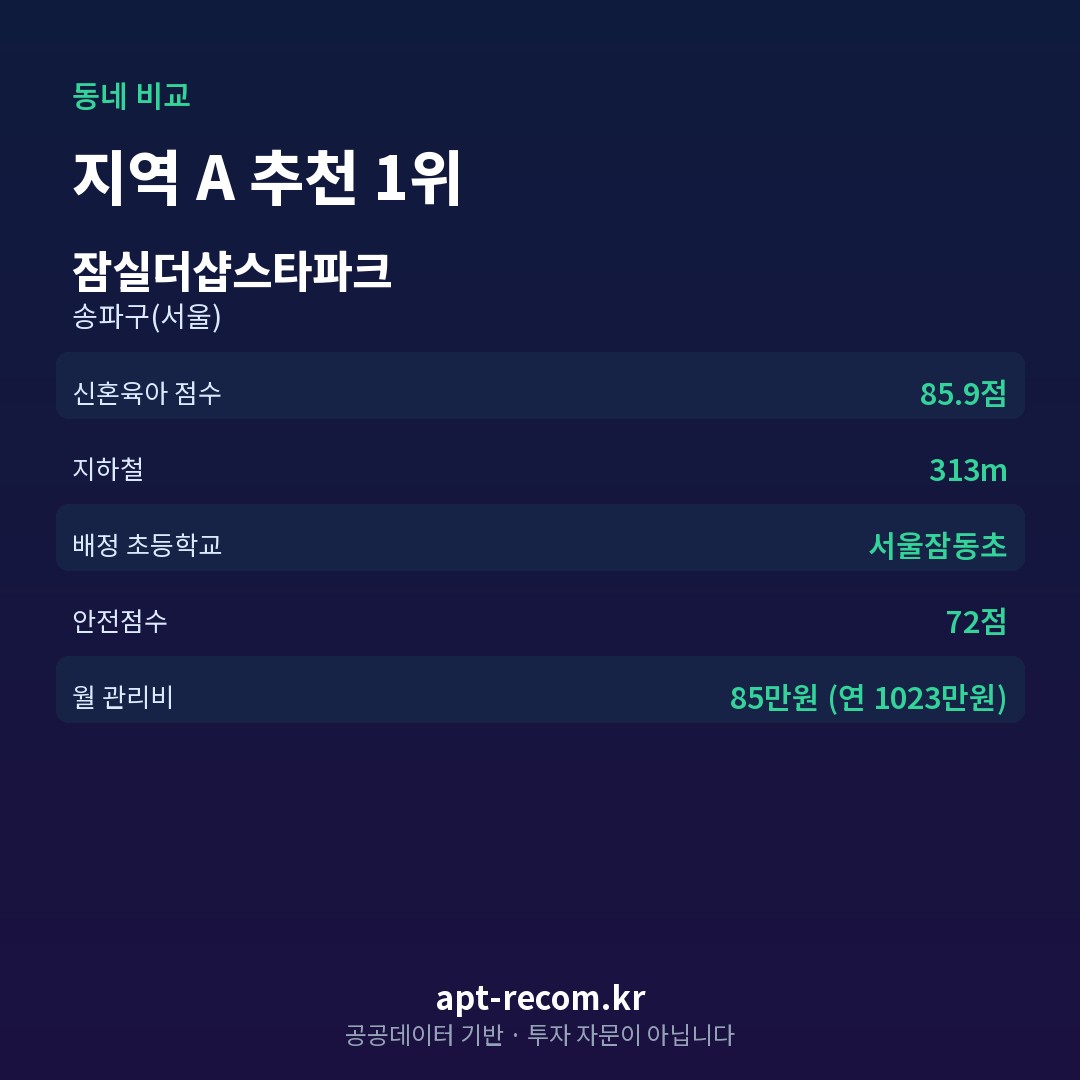 동네 비교
지역 A 추천 1위
잠실더샵스타파크
송파구(서울)
신혼육아 점수 85.9점
지하철 313m
배정 초등학교 서울잠동초
안전점수 72점
월 관리비 85만원 (연 1023만원)
apt-recom.kr
공공데이터 기반 · 투자 자문이 아닙니다